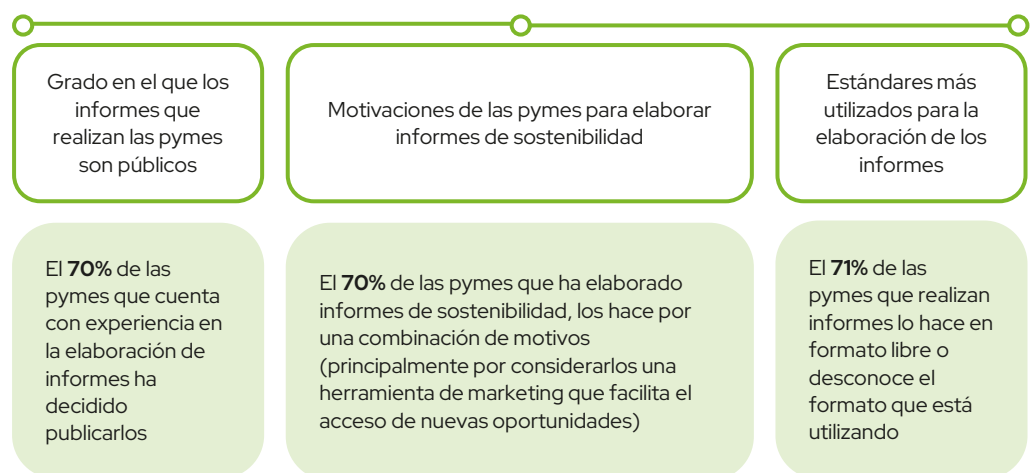 Grado en el que los
informes que
realizan las pymes
son públicos
Motivaciones de las pymes para elaborar
informes de sostenibilidad
Estándares más
utilizados para la
elaboración de los
informes
El 70% de las
pymes que cuenta
con experiencia en
la elaboración de
informes ha
decidido
publicarlos
El 70% de las pymes que ha elaborado
informes de sostenibilidad, los hace por
una combinación de motivos
(principalmente por considerarlos una
herramienta de marketing que facilita el
acceso de nuevas oportunidades)
El 71% de las
pymes que realizan
informes lo hace en
formato libre o
desconoce el
formato que está
utilizando